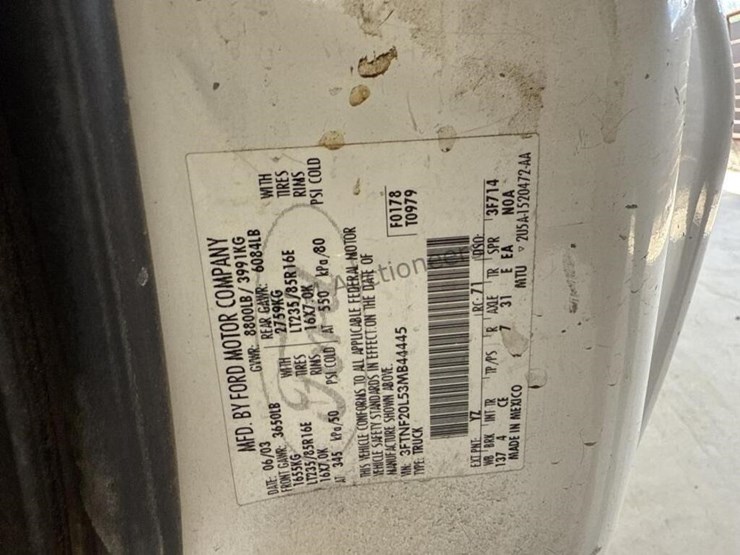 MFD. BY FORD MOTOR COMPANY
DATE: 06/03 GVWR: 8800LB/ 3991KG
FRONT GAWR: 3650LB REAR GAWR: 6084LB
1655KG WITH 2759KG WITH
LT235/85R16E TIRES LT235/85R16E TIRES
16X7.0K RIMS 16X7.0K RIMS
AT 345 kPa/50 PSI COLD AT 550 kPa/80 PSI COLD
THIS VEHICLE CONFORMS TO ALL APPLICABLE FEDERAL MOTOR
VEHICLE SAFETY STANDARDS IN EFFECT ON THE DATE OF
MANUFACTURE SHOWN ABOVE.
VIN: 3FTNF20L53MB44445 F0178
TYPE: TRUCK T0979
EXT PNT: YZ RC: 71 DSO:
WB BRK INT TR TP/PS R AXLE TR SPR 3F714
137 4 CE 7 31 E EA N0A
MADE IN MEXICO MTU 2U5A-1520472-AA